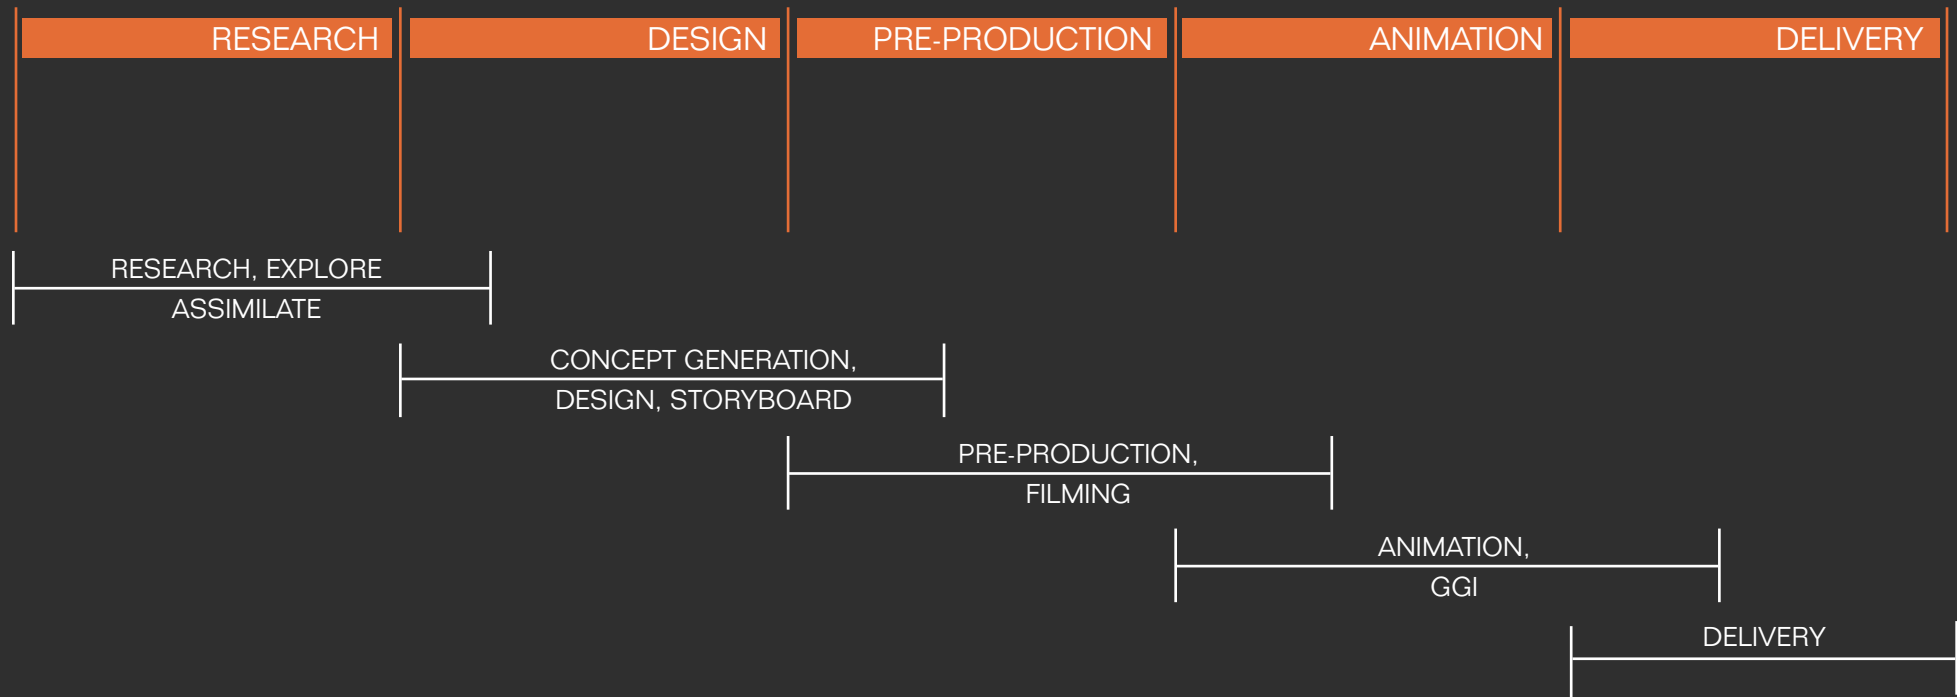 RESEARCH
DESIGN
PRE-PRODUCTION
ANIMATION
DELIVERY
RESEARCH, EXPLORE
ASSIMILATE
CONCEPT GENERATION,
DESIGN, STORYBOARD
PRE-PRODUCTION,
FILMING
ANIMATION,
GGI
DELIVERY